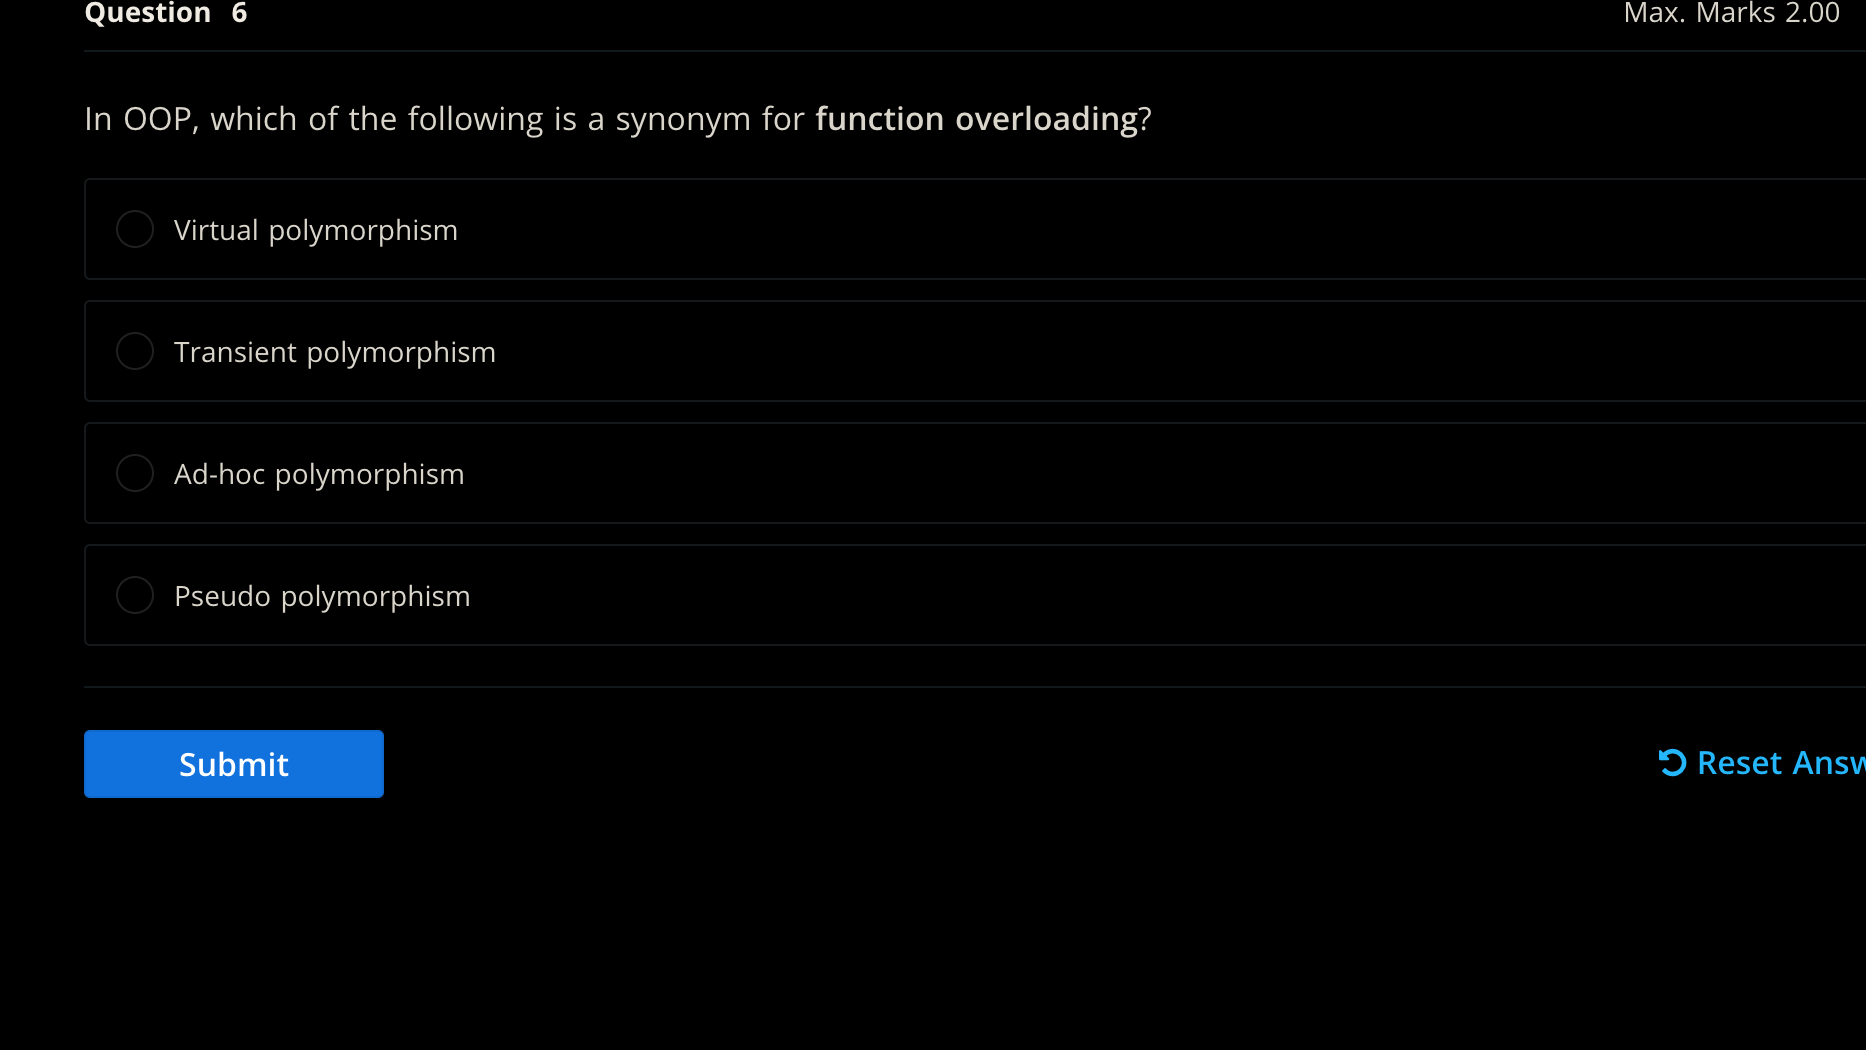 Question 6
Max. Marks 2.00
In OOP, which of the following is a synonym for function overloading?
Virtual polymorphism
Transient polymorphism
Ad-hoc polymorphism
Pseudo polymorphism
Submit
Reset Answ